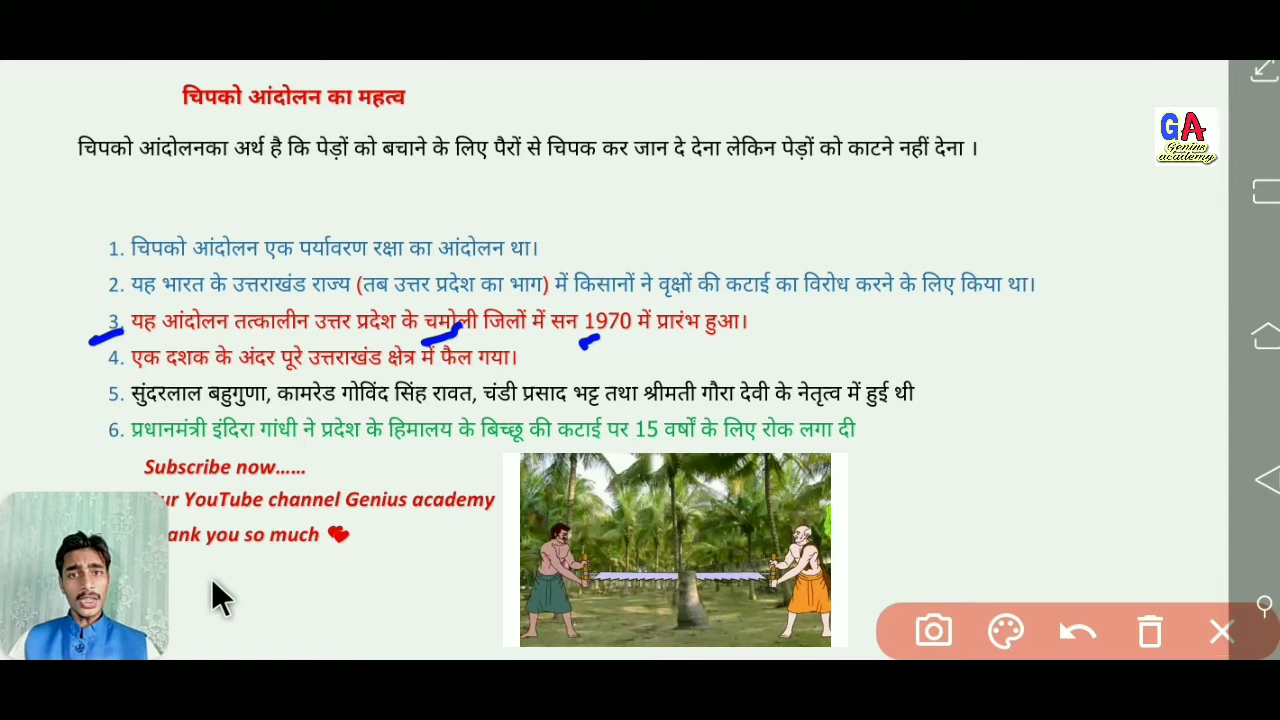 चिपको आंदोलन का महत्व
GA
Genius
academy
चिपको आंदोलनका अर्थ है कि पेड़ों को बचाने के लिए पैरों से चिपक कर जान दे देना लेकिन पेड़ों को काटने नहीं देना ।
1. चिपको आंदोलन एक पर्यावरण रक्षा का आंदोलन था।
2. यह भारत के उत्तराखंड राज्य (तब उत्तर प्रदेश का भाग) में किसानों ने वृक्षों की कटाई का विरोध करने के लिए किया था।
3. यह आंदोलन तत्कालीन उत्तर प्रदेश के चमोली जिलों में सन 1970 में प्रारंभ हुआ।
4. एक दशक के अंदर पूरे उत्तराखंड क्षेत्र में फैल गया।
5. सुंदरलाल बहुगुणा, कामरेड गोविंद सिंह रावत, चंडी प्रसाद भट्ट तथा श्रीमती गौरा देवी के नेतृत्व में हुई थी
6. प्रधानमंत्री इंदिरा गांधी ने प्रदेश के हिमालय के बिच्छू की कटाई पर 15 वर्षों के लिए रोक लगा दी
Subscribe now......
ur YouTube channel Genius academy
ank you so much